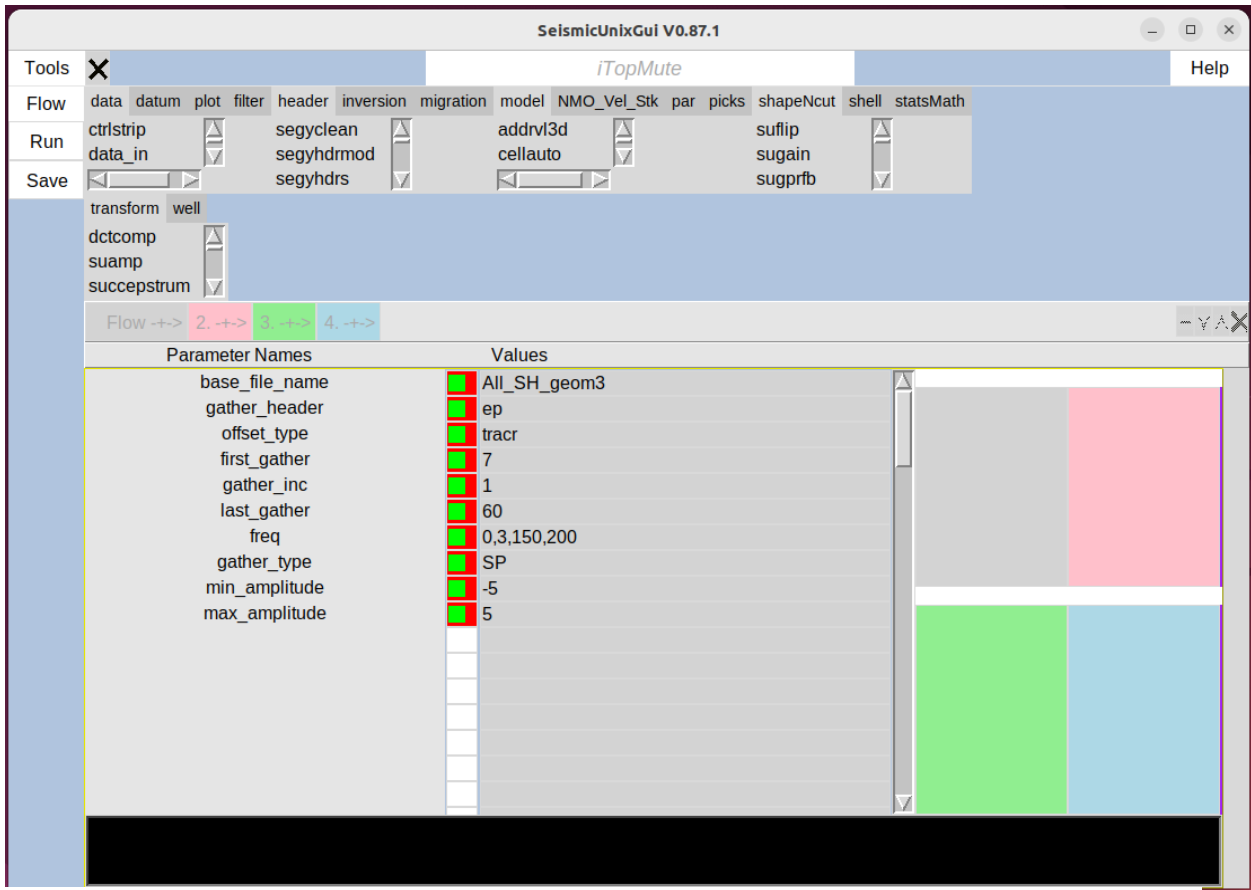 SeismicUnixGui V0.87.1
Tools iTopMute Help
Flow data datum plot filter header inversion migration model NMO_Vel_Stk par picks shapeNcut shell statsMath
ctrlstrip segyclean addrvl3d suflip
Run data_in segyhdrmod cellauto sugain
Save segyhdrs sugprfb
transform well
dctcomp
suamp
succepstrum
Flow -+-> 2. -+-> 3. -+-> 4. -+->
Parameter Names Values
base_file_name All_SH_geom3
gather_header ep
offset_type tracr
first_gather 7
gather_inc 1
last_gather 60
freq 0,3,150,200
gather_type SP
min_amplitude -5
max_amplitude 5